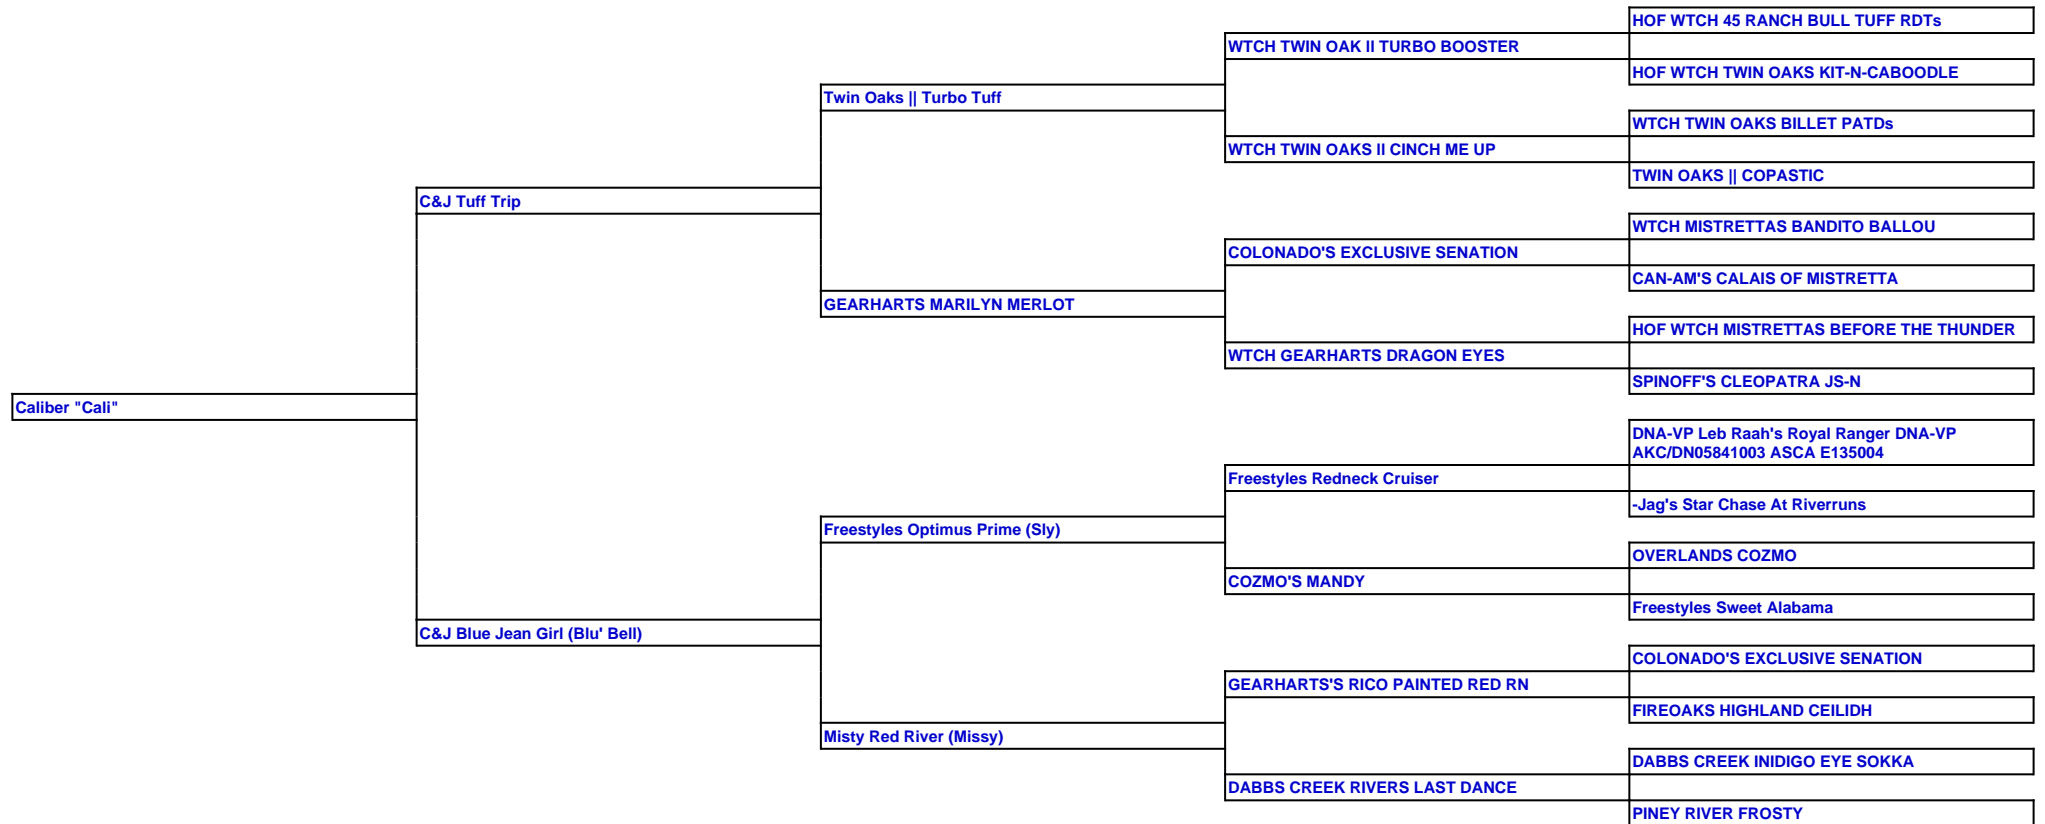 HOF WTCH 45 RANCH BULL TUFF RDTs
WTCH TWIN OAK II TURBO BOOSTER
HOF WTCH TWIN OAKS KIT-N-CABOODLE
Twin Oaks || Turbo Tuff
WTCH TWIN OAKS BILLET PATDs
WTCH TWIN OAKS II CINCH ME UP
TWIN OAKS || COPASTIC
C&J Tuff Trip
WTCH MISTRETTAS BANDITO BALLOU
COLONADO'S EXCLUSIVE SENATION
CAN-AM'S CALAIS OF MISTRETTA
GEARHARTS MARILYN MERLOT
HOF WTCH MISTRETTAS BEFORE THE THUNDER
WTCH GEARHARTS DRAGON EYES
SPINOFF'S CLEOPATRA JS-N
Caliber "Cali"
DNA-VP Leb Raah's Royal Ranger DNA-VP
AKC/DN05841003 ASCA E135004
Freestyles Redneck Cruiser
-Jag's Star Chase At Riverruns
Freestyles Optimus Prime (Sly)
OVERLANDS COZMO
COZMO'S MANDY
Freestyles Sweet Alabama
C&J Blue Jean Girl (Blu' Bell)
COLONADO'S EXCLUSIVE SENATION
GEARHARTS'S RICO PAINTED RED RN
FIREOAKS HIGHLAND CEILIDH
Misty Red River (Missy)
DABBS CREEK INIDIGO EYE SOKKA
DABBS CREEK RIVERS LAST DANCE
PINEY RIVER FROSTY